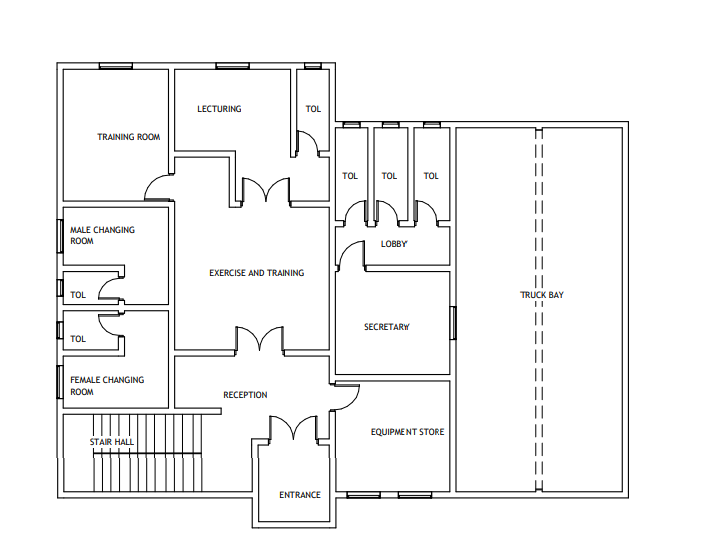 LECTURING
TOL
TRAINING ROOM
TOL
TOL
TOL
MALE CHANGING
ROOM
LOBBY
EXERCISE AND TRAINING
TOL
TRUCK BAY
SECRETARY
TOL
FEMALE CHANGING
ROOM
RECEPTION
EQUIPMENT STORE
STAIR HALL
ENTRANCE